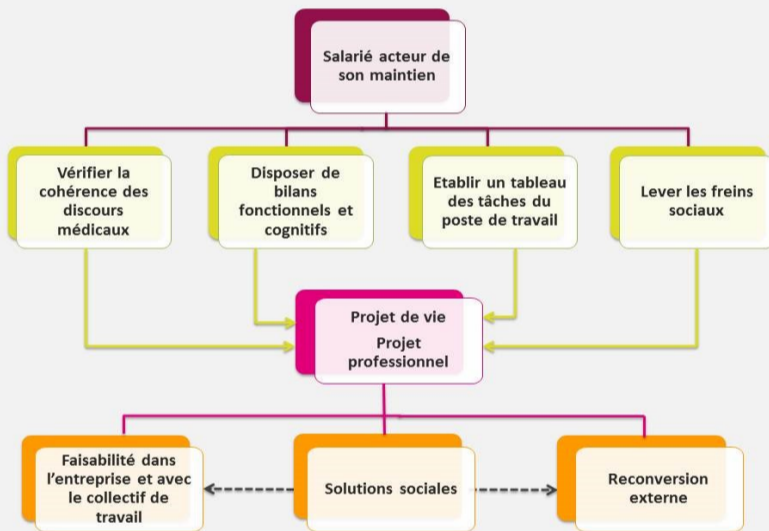 Salarié acteur de
son maintien
Vérifier la
cohérence des
discours
médicaux
Disposer de
bilans
fonctionnels et
cognitifs
Etablir un tableau
des tâches du
poste de travail
Lever les freins
sociaux
Projet de vie
Projet
professionnel
Faisabilité dans
l'entreprise et avec
le collectif de
travail
Solutions sociales
Reconversion
externe